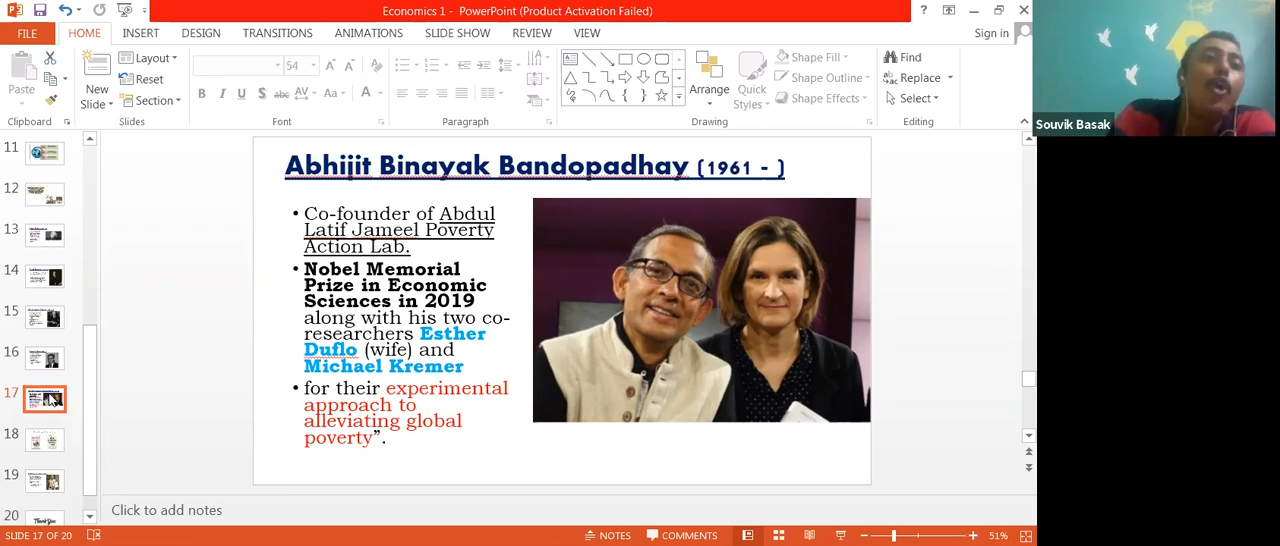 Economics 1 - PowerPoint (Product Activation Failed)
FILE HOME INSERT DESIGN TRANSITIONS ANIMATIONS SLIDE SHOW REVIEW VIEW Sign in
Paste
New
Slide
Layout
Reset
Section
54
B I U S abc AV Aa A
Arrange
Quick
Styles
Shape Fill
Shape Outline
Shape Effects
Find
Replace
Select
Clipboard Slides Font Paragraph Drawing Editing
Souvik Basak
11
12
13
14
15
16
17
18
19
20
Thank You
Abhijit Binayak Bandopadhay (1961 - )
• Co-founder of Abdul
Latif Jameel Poverty
Action Lab.
• Nobel Memorial
Prize in Economic
Sciences in 2019
along with his two co-
researchers Esther
Duflo (wife) and
Michael Kremer
• for their experimental
approach to
alleviating global
poverty”.
Click to add notes
SLIDE 17 OF 20 NOTES COMMENTS 51%